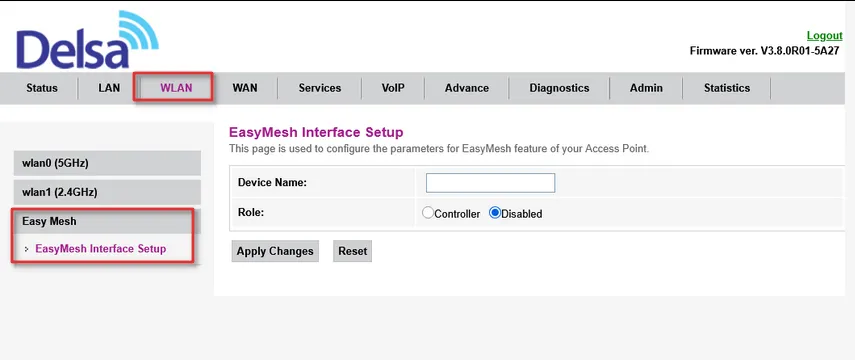 Delsa
Logout
Firmware ver. V3.8.0R01-5A27
Status LAN WLAN WAN Services VoIP Advance Diagnostics Admin Statistics
wlan0 (5GHz)
wlan1 (2.4GHz)
Easy Mesh
EasyMesh Interface Setup
EasyMesh Interface Setup
This page is used to configure the parameters for EasyMesh feature of your Access Point.
Device Name:
Role: Controller Disabled
Apply Changes Reset